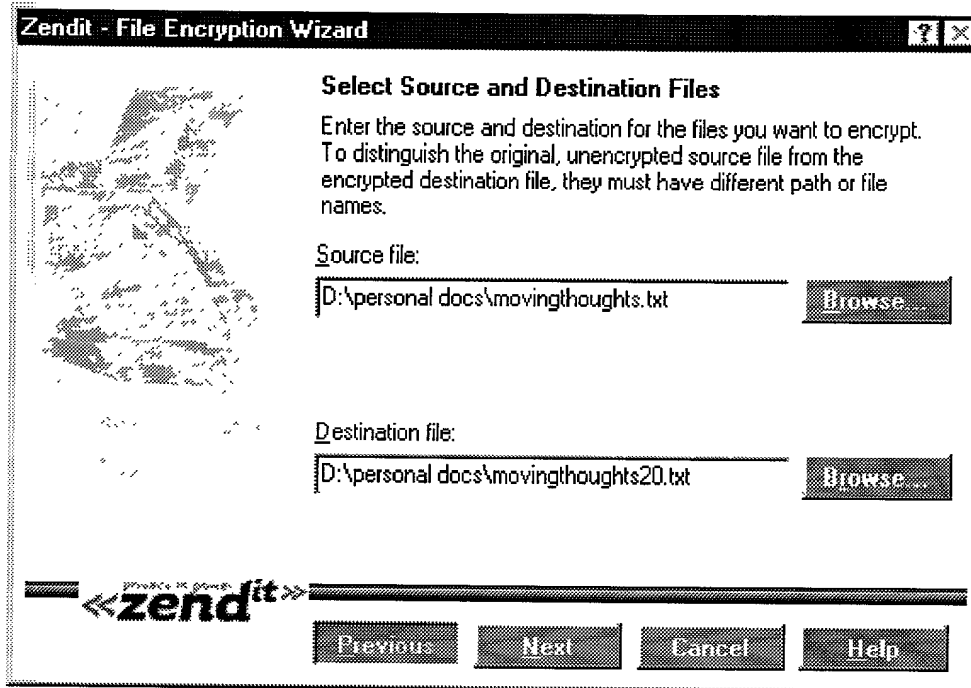 Zendit - File Encryption Wizard
Select Source and Destination Files
Enter the source and destination for the files you want to encrypt.
To distinguish the original, unencrypted source file from the
encrypted destination file, they must have different path or file
names.
Source file:
D:\personal docs\movingthoughts.txt
Browse...
Destination file:
D:\personal docs\movingthoughts20.txt
Browse...
«zendit»
Previous
Next
Cancel
Help